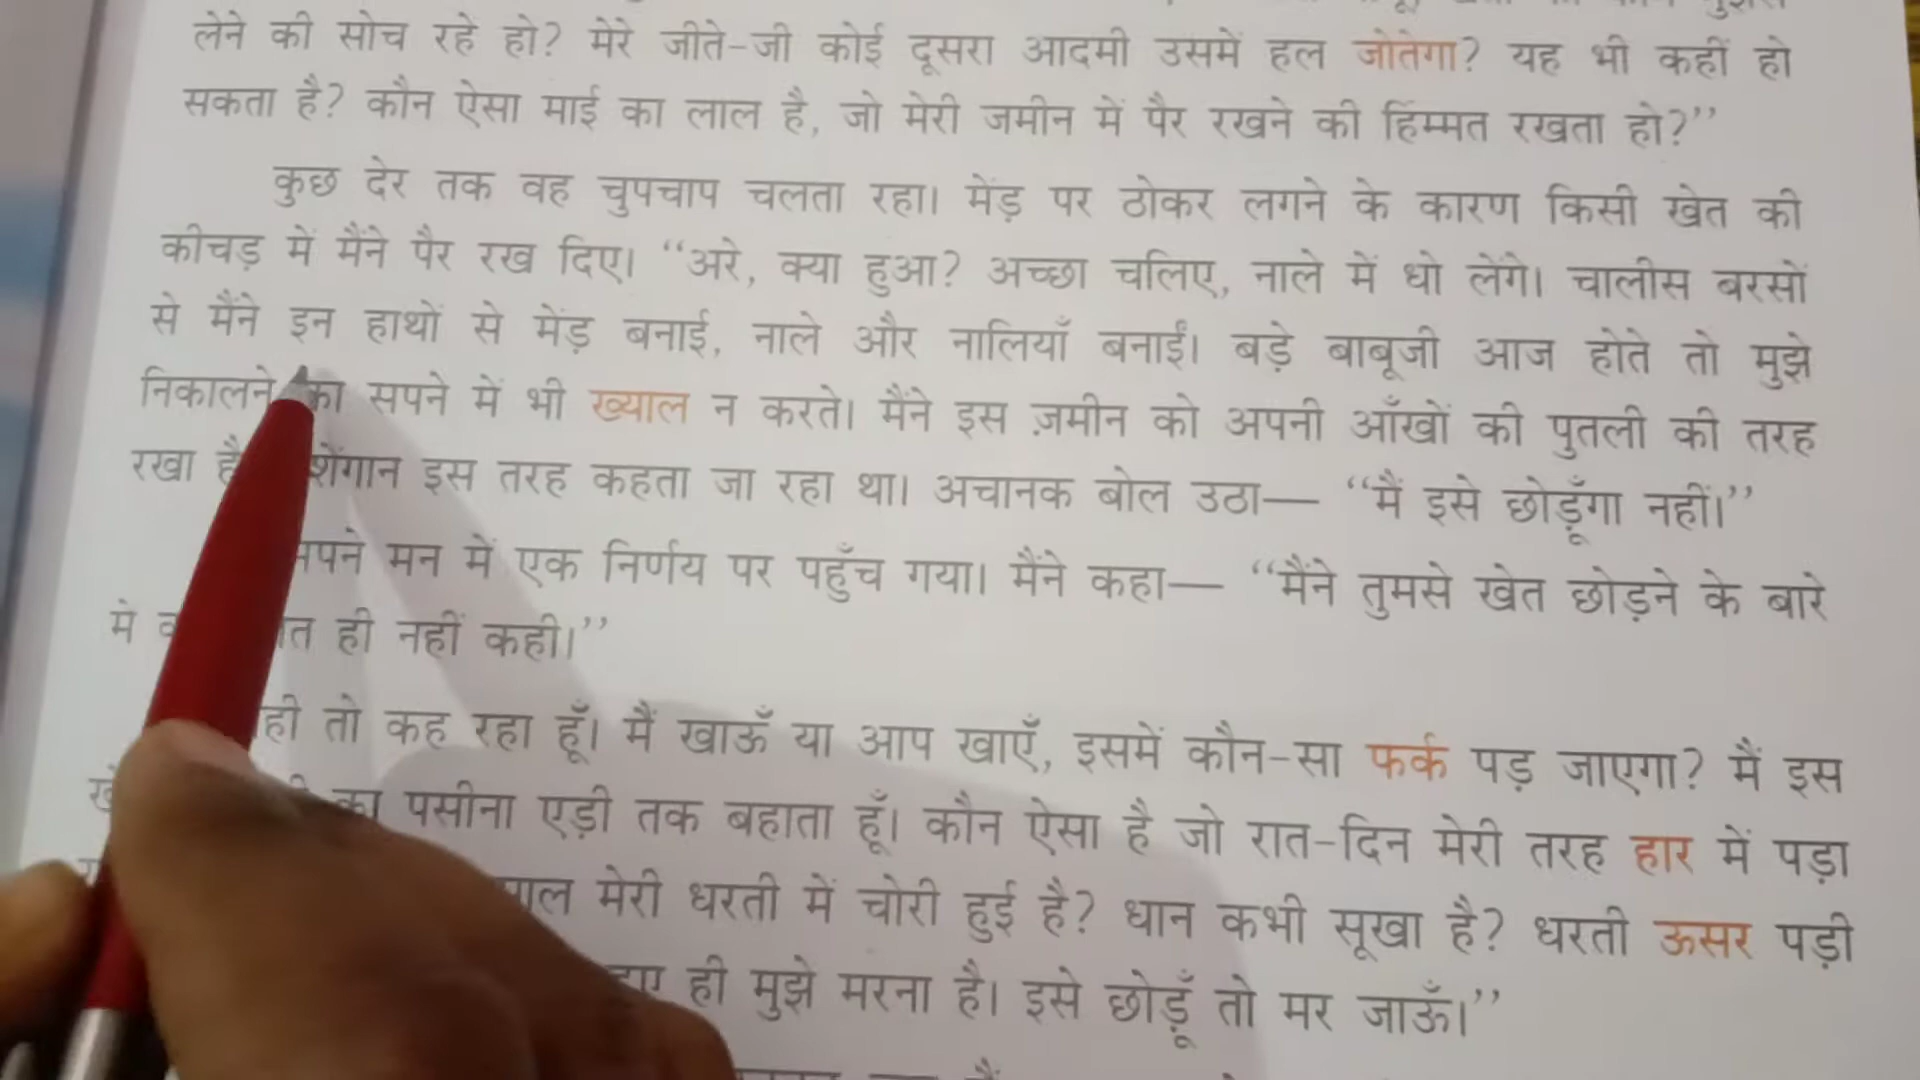 लेने की सोच रहे हो? मेरे जीते-जी कोई दूसरा आदमी उसमें हल जोतेगा? यह भी कहीं हो
सकता है? कौन ऐसा माई का लाल है, जो मेरी जमीन में पैर रखने की हिम्मत रखता हो?’’
कुछ देर तक वह चुपचाप चलता रहा। मेंड़ पर ठोकर लगने के कारण किसी खेत की
कीचड़ में मैंने पैर रख दिए। ‘‘अरे, क्या हुआ? अच्छा चलिए, नाले में धो लेंगे। चालीस बरसों
से मैंने इन हाथों से मेंड़ बनाई, नाले और नालियाँ बनाईं। बड़े बाबूजी आज होते तो मुझे
निकालने का सपने में भी ख्याल न करते। मैंने इस ज़मीन को अपनी आँखों की पुतली की तरह
रखा शेंगान इस तरह कहता जा रहा था। अचानक बोल उठा— ‘‘मैं इसे छोड़ूँगा नहीं।’’
मन में एक निर्णय पर पहुँच गया। मैंने कहा— ‘‘मैंने तुमसे खेत छोड़ने के बारे
में ही नहीं कही।’’
तो कह रहा हूँ। मैं खाऊँ या आप खाएँ, इसमें कौन-सा फर्क पड़ जाएगा? मैं इस
का पसीना एड़ी तक बहाता हूँ। कौन ऐसा है जो रात-दिन मेरी तरह हार में पड़ा
मेरी धरती में चोरी हुई है? धान कभी सूखा है? धरती ऊसर पड़ी
ही मुझे मरना है। इसे छोड़ूँ तो मर जाऊँ।’’